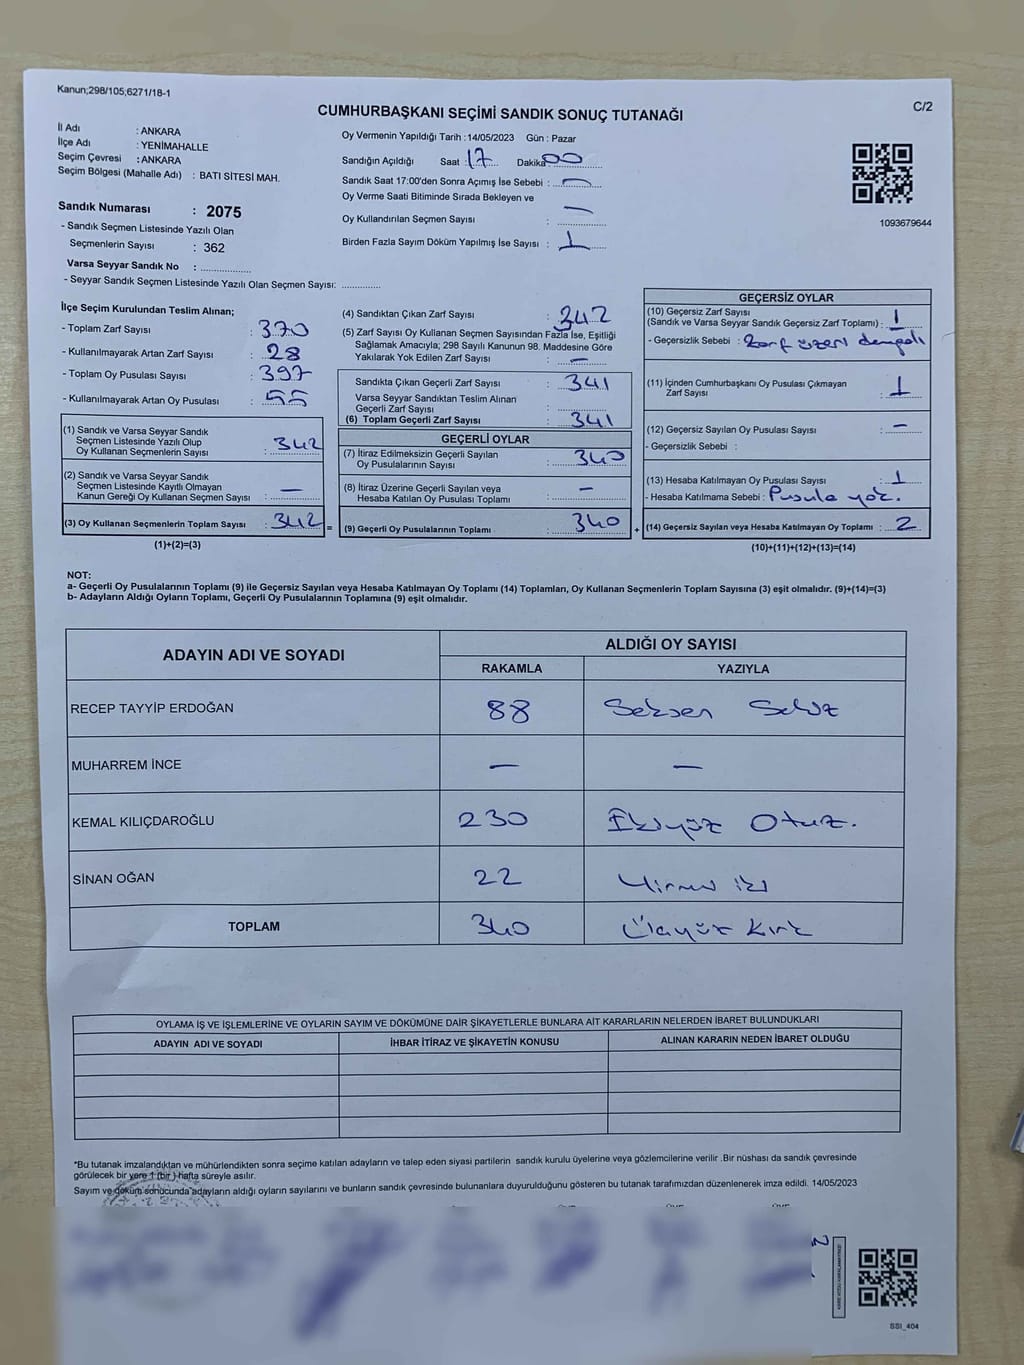 Kanun;298/105;6271/18-1
C/2
CUMHURBAŞKANI SEÇİMİ SANDIK SONUÇ TUTANAĞI
İl Adı : ANKARA
İlçe Adı : YENİMAHALLE
Seçim Çevresi : ANKARA
Seçim Bölgesi (Mahalle Adı) : BATI SİTESİ MAH.
Oy Vermenin Yapıldığı Tarih :14/05/2023 Gün : Pazar
Sandığın Açıldığı Saat :17 Dakika 00
Sandık Saat 17:00'den Sonra Açımış İse Sebebi : —
Oy Verme Saati Bitiminde Sırada Bekleyen ve
Oy Kullandırılan Seçmen Sayısı : —
Birden Fazla Sayım Döküm Yapılmış İse Sayısı : 1
1093679644
Sandık Numarası : 2075
- Sandık Seçmen Listesinde Yazılı Olan
Seçmenlerin Sayısı : 362
Varsa Seyyar Sandık No : ................
- Seyyar Sandık Seçmen Listesinde Yazılı Olan Seçmen Sayısı: .............
İlçe Seçim Kurulundan Teslim Alınan;
- Toplam Zarf Sayısı : 370
- Kullanılmayarak Artan Zarf Sayısı : 28
- Toplam Oy Pusulası Sayısı : 397
- Kullanılmayarak Artan Oy Pusulası : 55
(1) Sandık ve Varsa Seyyar Sandık
Seçmen Listesinde Yazılı Olup
Oy Kullanan Seçmenlerin Sayısı : 342
(2) Sandık ve Varsa Seyyar Sandık
Seçmen Listesinde Kayıtlı Olmayan
Kanun Gereği Oy Kullanan Seçmen Sayısı : —
(3) Oy Kullanan Seçmenlerin Toplam Sayısı : 342 =
(1)+(2)=(3)
(4) Sandıktan Çıkan Zarf Sayısı : 342
(5) Zarf Sayısı Oy Kullanan Seçmen Sayısından Fazla İse, Eşitliği
Sağlamak Amacıyla; 298 Sayılı Kanunun 98. Maddesine Göre
Yakılarak Yok Edilen Zarf Sayısı : —
Sandıkta Çıkan Geçerli Zarf Sayısı : 341
Varsa Seyyar Sandıktan Teslim Alınan
Geçerli Zarf Sayısı :
(6) Toplam Geçerli Zarf Sayısı : 341
GEÇERLİ OYLAR
(7) İtiraz Edilmeksizin Geçerli Sayılan
Oy Pusulalarının Sayısı : 340
(8) İtiraz Üzerine Geçerli Sayılan veya
Hesaba Katılan Oy Pusulası Toplamı : —
(9) Geçerli Oy Pusulalarının Toplamı : 340 +
GEÇERSİZ OYLAR
(10) Geçersiz Zarf Sayısı
(Sandık ve Varsa Seyyar Sandık Geçersiz Zarf Toplamı) : 1
- Geçersizlik Sebebi : Zarf üzeri damgalı
(11) İçinden Cumhurbaşkanı Oy Pusulası Çıkmayan
Zarf Sayısı : 1
(12) Geçersiz Sayılan Oy Pusulası Sayısı : —
- Geçersizlik Sebebi :
(13) Hesaba Katılmayan Oy Pusulası Sayısı : 1
- Hesaba Katılmama Sebebi : Pusula yok.
(14) Geçersiz Sayılan veya Hesaba Katılmayan Oy Toplamı : 2
(10)+(11)+(12)+(13)=(14)
NOT:
a- Geçerli Oy Pusulalarının Toplamı (9) ile Geçersiz Sayılan veya Hesaba Katılmayan Oy Toplamı (14) Toplamları, Oy Kullanan Seçmenlerin Toplam Sayısına (3) eşit olmalıdır. (9)+(14)=(3)
b- Adayların Aldığı Oyların Toplamı, Geçerli Oy Pusulalarının Toplamına (9) eşit olmalıdır.
ADAYIN ADI VE SOYADI
ALDIĞI OY SAYISI
RAKAMLA YAZIYLA
RECEP TAYYİP ERDOĞAN 88 Seksen Sekiz
MUHARREM İNCE — —
KEMAL KILIÇDAROĞLU 230 İkiyüz Otuz.
SİNAN OĞAN 22 Yirmi iki
TOPLAM 340 Üçyüz Kırk
OYLAMA İŞ VE İŞLEMLERİNE VE OYLARIN SAYIM VE DÖKÜMÜNE DAİR ŞİKAYETLERLE BUNLARA AİT KARARLARIN NELERDEN İBARET BULUNDUKLARI
ADAYIN ADI VE SOYADI İHBAR İTİRAZ VE ŞİKAYETİN KONUSU ALINAN KARARIN NEDEN İBARET OLDUĞU
*Bu tutanak imzalandıktan ve mühürlendikten sonra seçime katılan adayların ve talep eden siyasi partilerin sandık kurulu üyelerine veya gözlemcilerine verilir .Bir nüshası da sandık çevresinde
görülecek bir yere 1 (bir ) hafta süreyle asılır.
Sayım ve döküm sonucunda adayların aldığı oyların sayılarını ve bunların sandık çevresinde bulunanlara duyurulduğunu gösteren bu tutanak tarafımızdan düzenlenerek imza edildi. 14/05/2023
SSI_404